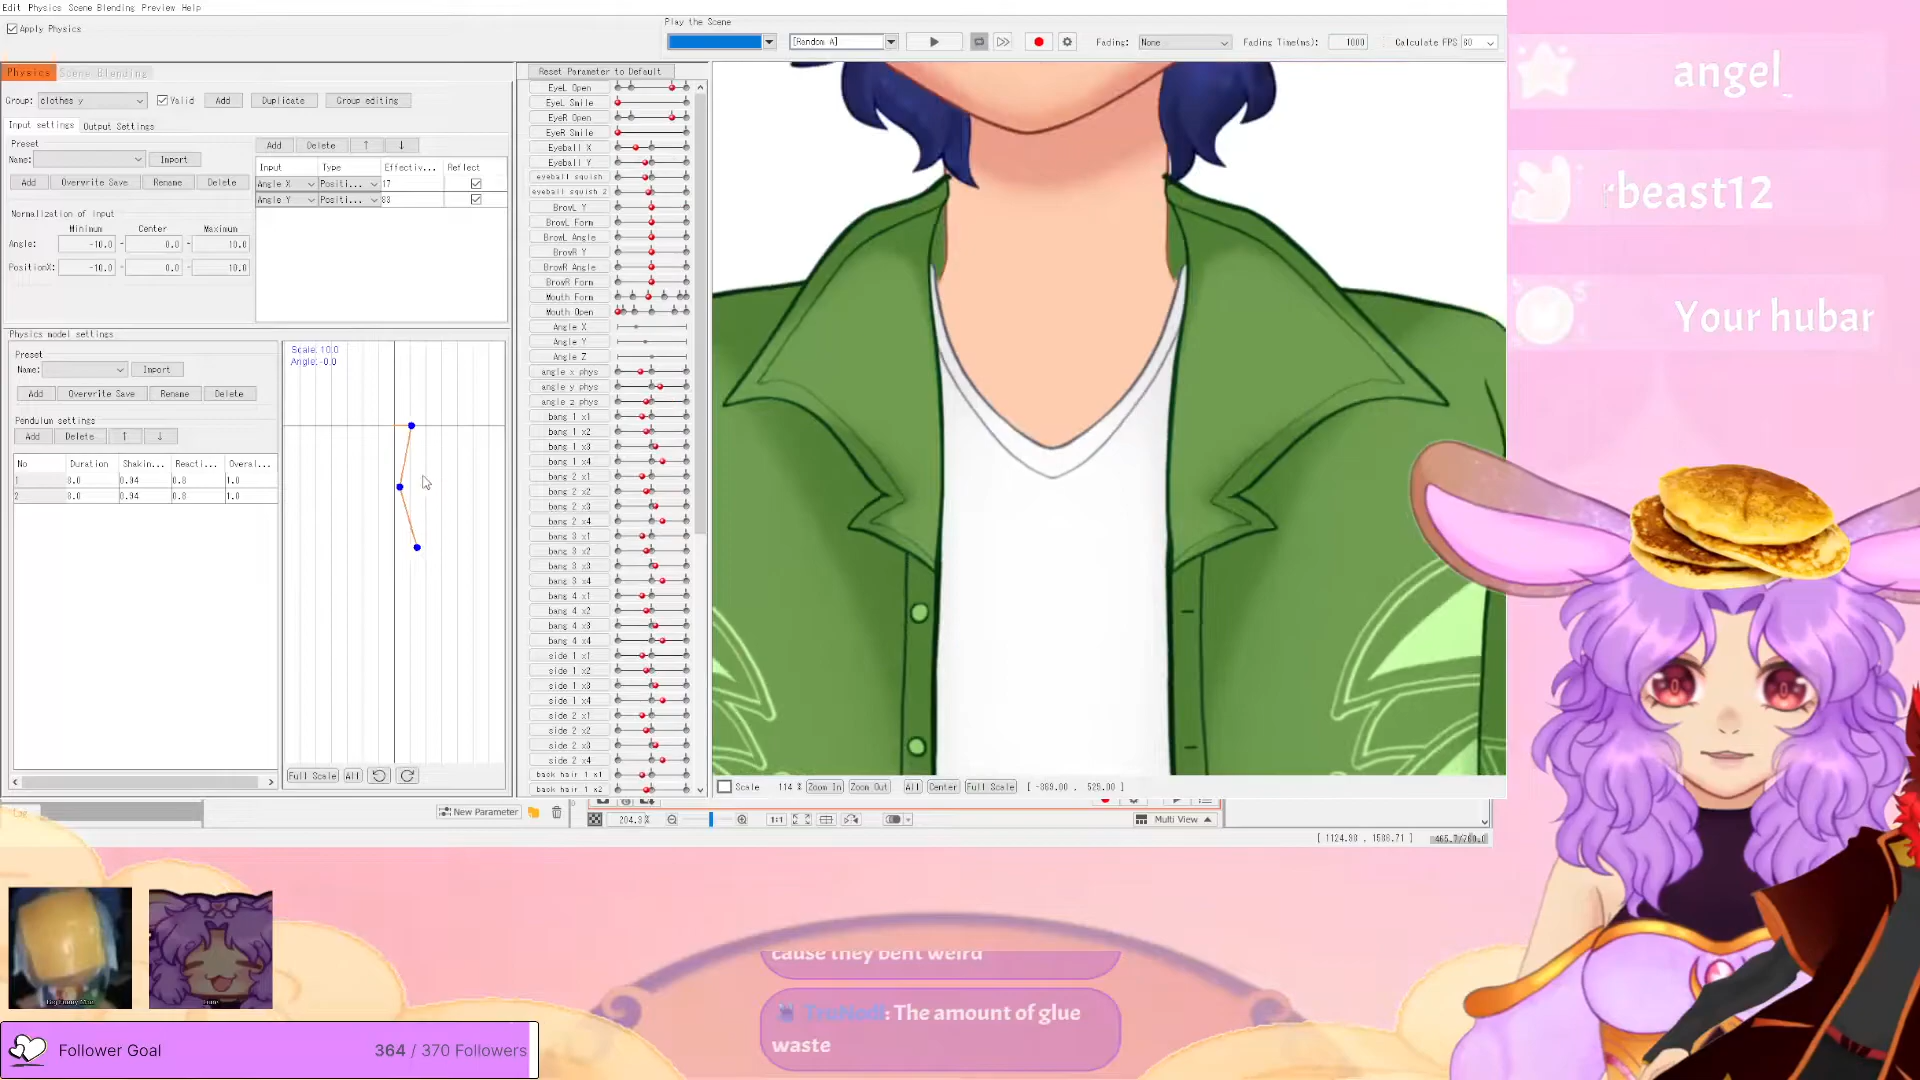 Edit Physics Scene Blending Preview Help
Apply Physics
Play the Scene
[Random A]
Fading: None
Fading Time(ms): 1000
Calculate FPS 60
Physics
Scene Blending
Group: clothes y
Valid
Add
Duplicate
Group editing
Input settings
Output Settings
Preset
Name:
Import
Add
Overwrite Save
Rename
Delete
Normalization of input
Minimum Center Maximum
Angle: -10.0 - 0.0 - 10.0
PositionX: -10.0 - 0.0 - 10.0
Add
Delete
↑
↓
Input Type Effectiv... Reflect
Angle X Positi... 17
Angle Y Positi... 83
Physics model settings
Preset
Name:
Import
Add
Overwrite Save
Rename
Delete
Pendulum settings
Add
Delete
↑
↓
No Duration Shakin... Reacti... Overal...
1 0.94 0.8 1.0
2 0.94 0.8 1.0
Scale: 10.0
Angle: -0.0
Full Scale
All
Reset Parameter to Default
EyeL Open
EyeL Smile
EyeR Open
EyeR Smile
Eyeball X
Eyeball Y
eyeball squish
eyeball squish 2
BrowL Y
BrowL Form
BrowL Angle
BrowR Y
BrowR Angle
BrowR Form
Mouth Form
Mouth Open
Angle X
Angle Y
Angle Z
angle x phys
angle y phys
angle z phys
bang 1 x1
bang 1 x2
bang 1 x3
bang 1 x4
bang 2 x1
bang 2 x2
bang 2 x3
bang 2 x4
bang 3 x1
bang 3 x2
bang 3 x3
bang 3 x4
bang 4 x1
bang 4 x2
bang 4 x3
bang 4 x4
side 1 x1
side 1 x2
side 1 x3
side 1 x4
side 2 x1
side 2 x2
side 2 x3
side 2 x4
back hair 1 x1
back hair 1 x2
Scale 114 %
Zoom In
Zoom Out
All
Center
Full Scale
[ -869.00 , 525.00 ]
Log
New Parameter
204.3%
1:1
Multi View
angel_
rbeast12
Your hubar
cause they bent weird
: The amount of glue
waste
Follower Goal
364 / 370 Followers